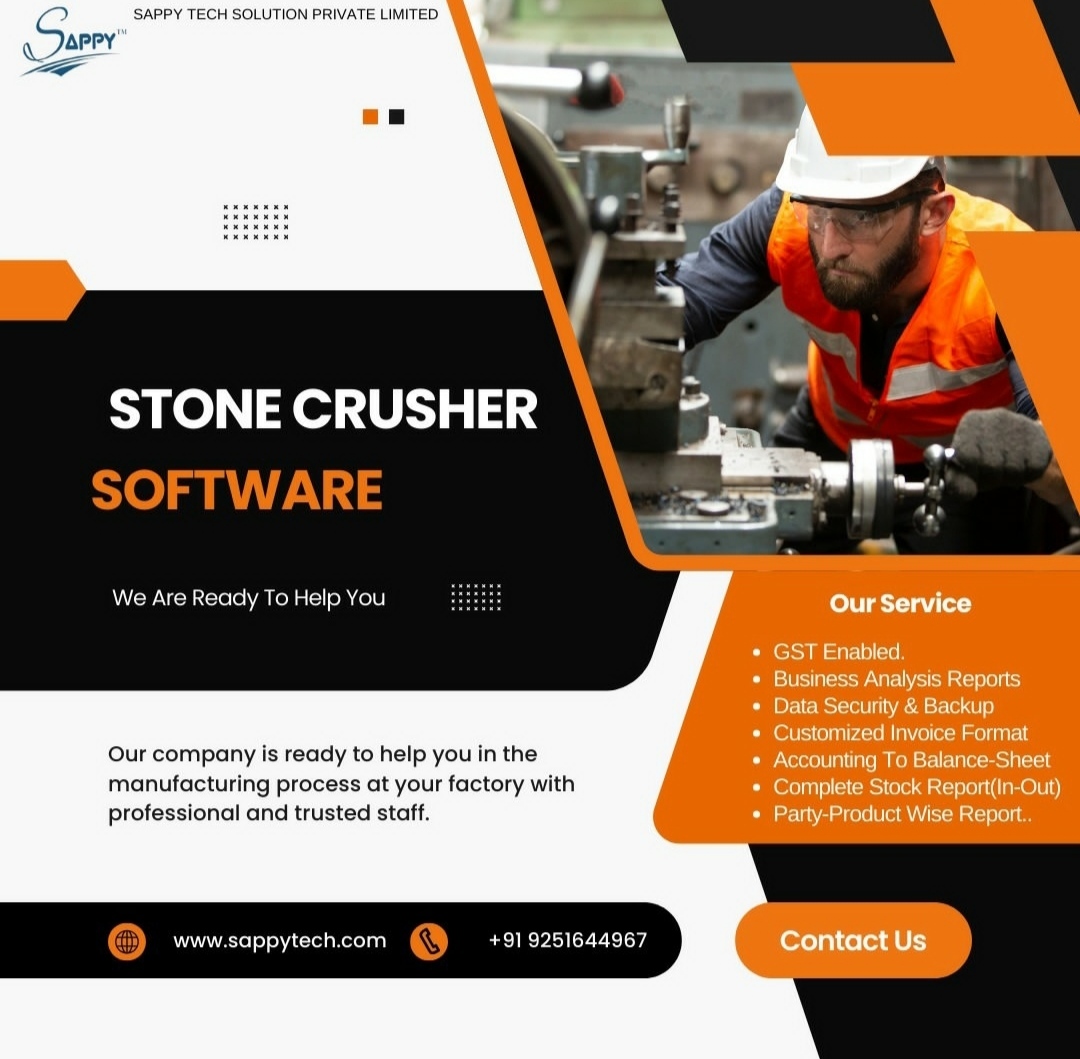 SAPPY TECH SOLUTION PRIVATE LIMITED
SAPPY™
STONE CRUSHER
SOFTWARE
We Are Ready To Help You
Our Service
• GST Enabled.
• Business Analysis Reports
• Data Security & Backup
• Customized Invoice Format
• Accounting To Balance-Sheet
• Complete Stock Report(In-Out)
• Party-Product Wise Report..
Our company is ready to help you in the
manufacturing process at your factory with
professional and trusted staff.
www.sappytech.com
+91 9251644967
Contact Us